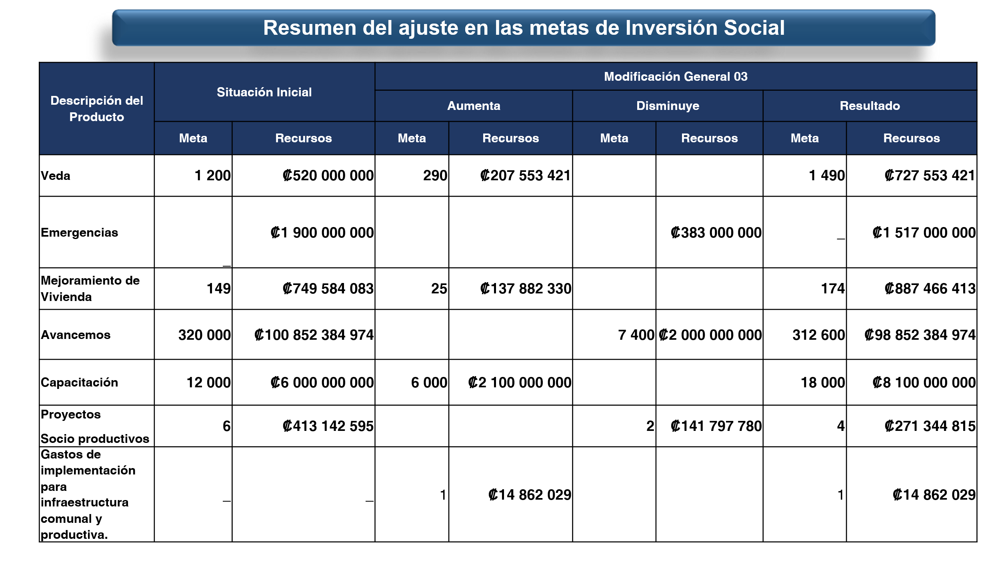 Resumen del ajuste en las metas de Inversión Social
Descripción del
Producto
Situación Inicial
Modificación General 03
Aumenta
Disminuye
Resultado
Meta
Recursos
Meta
Recursos
Meta
Recursos
Meta
Recursos
Veda
1 200
₡520 000 000
290
₡207 553 421
1 490
₡727 553 421
Emergencias
_
₡1 900 000 000
₡383 000 000
_
₡1 517 000 000
Mejoramiento de
Vivienda
149
₡749 584 083
25
₡137 882 330
174
₡887 466 413
Avancemos
320 000
₡100 852 384 974
7 400
₡2 000 000 000
312 600
₡98 852 384 974
Capacitación
12 000
₡6 000 000 000
6 000
₡2 100 000 000
18 000
₡8 100 000 000
Proyectos
Socio productivos
6
₡413 142 595
2
₡141 797 780
4
₡271 344 815
Gastos de
implementación
para
infraestructura
comunal y
productiva.
_
_
1
₡14 862 029
1
₡14 862 029